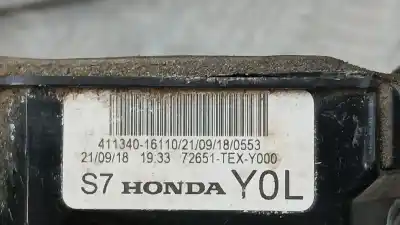 411340-16110/21/09/18/0553
21/09/18 19:33 72651-TEX-Y000
S7 HONDA Y0L